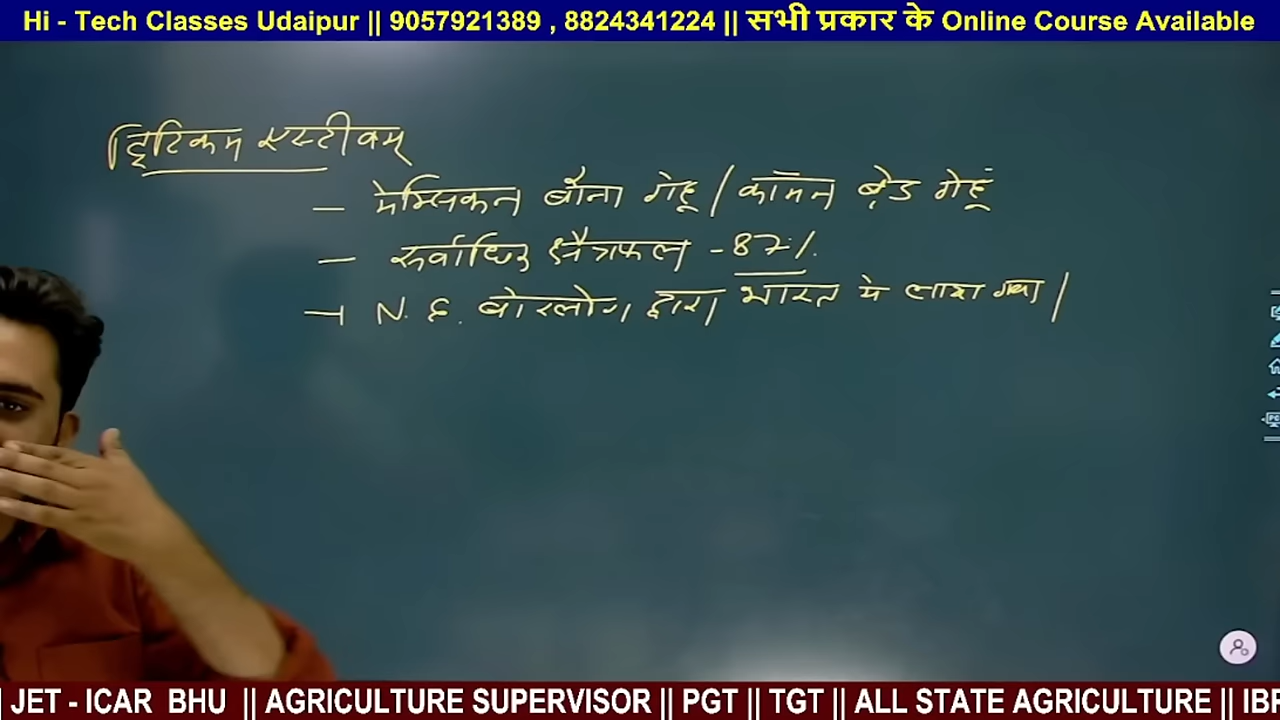 Hi - Tech Classes Udaipur || 9057921389 , 8824341224 || सभी प्रकार के Online Course Available
ट्रिटिकम एस्टीवम्
– मेक्सिकन बौना गेहू / कॉमन ब्रेड गेहूं
– सर्वाधिक क्षैत्रफल - 87%.
→ N. E. बोरलोग द्वारा भारत मे लाया गया |
| JET - ICAR BHU || AGRICULTURE SUPERVISOR || PGT || TGT || ALL STATE AGRICULTURE || IBP